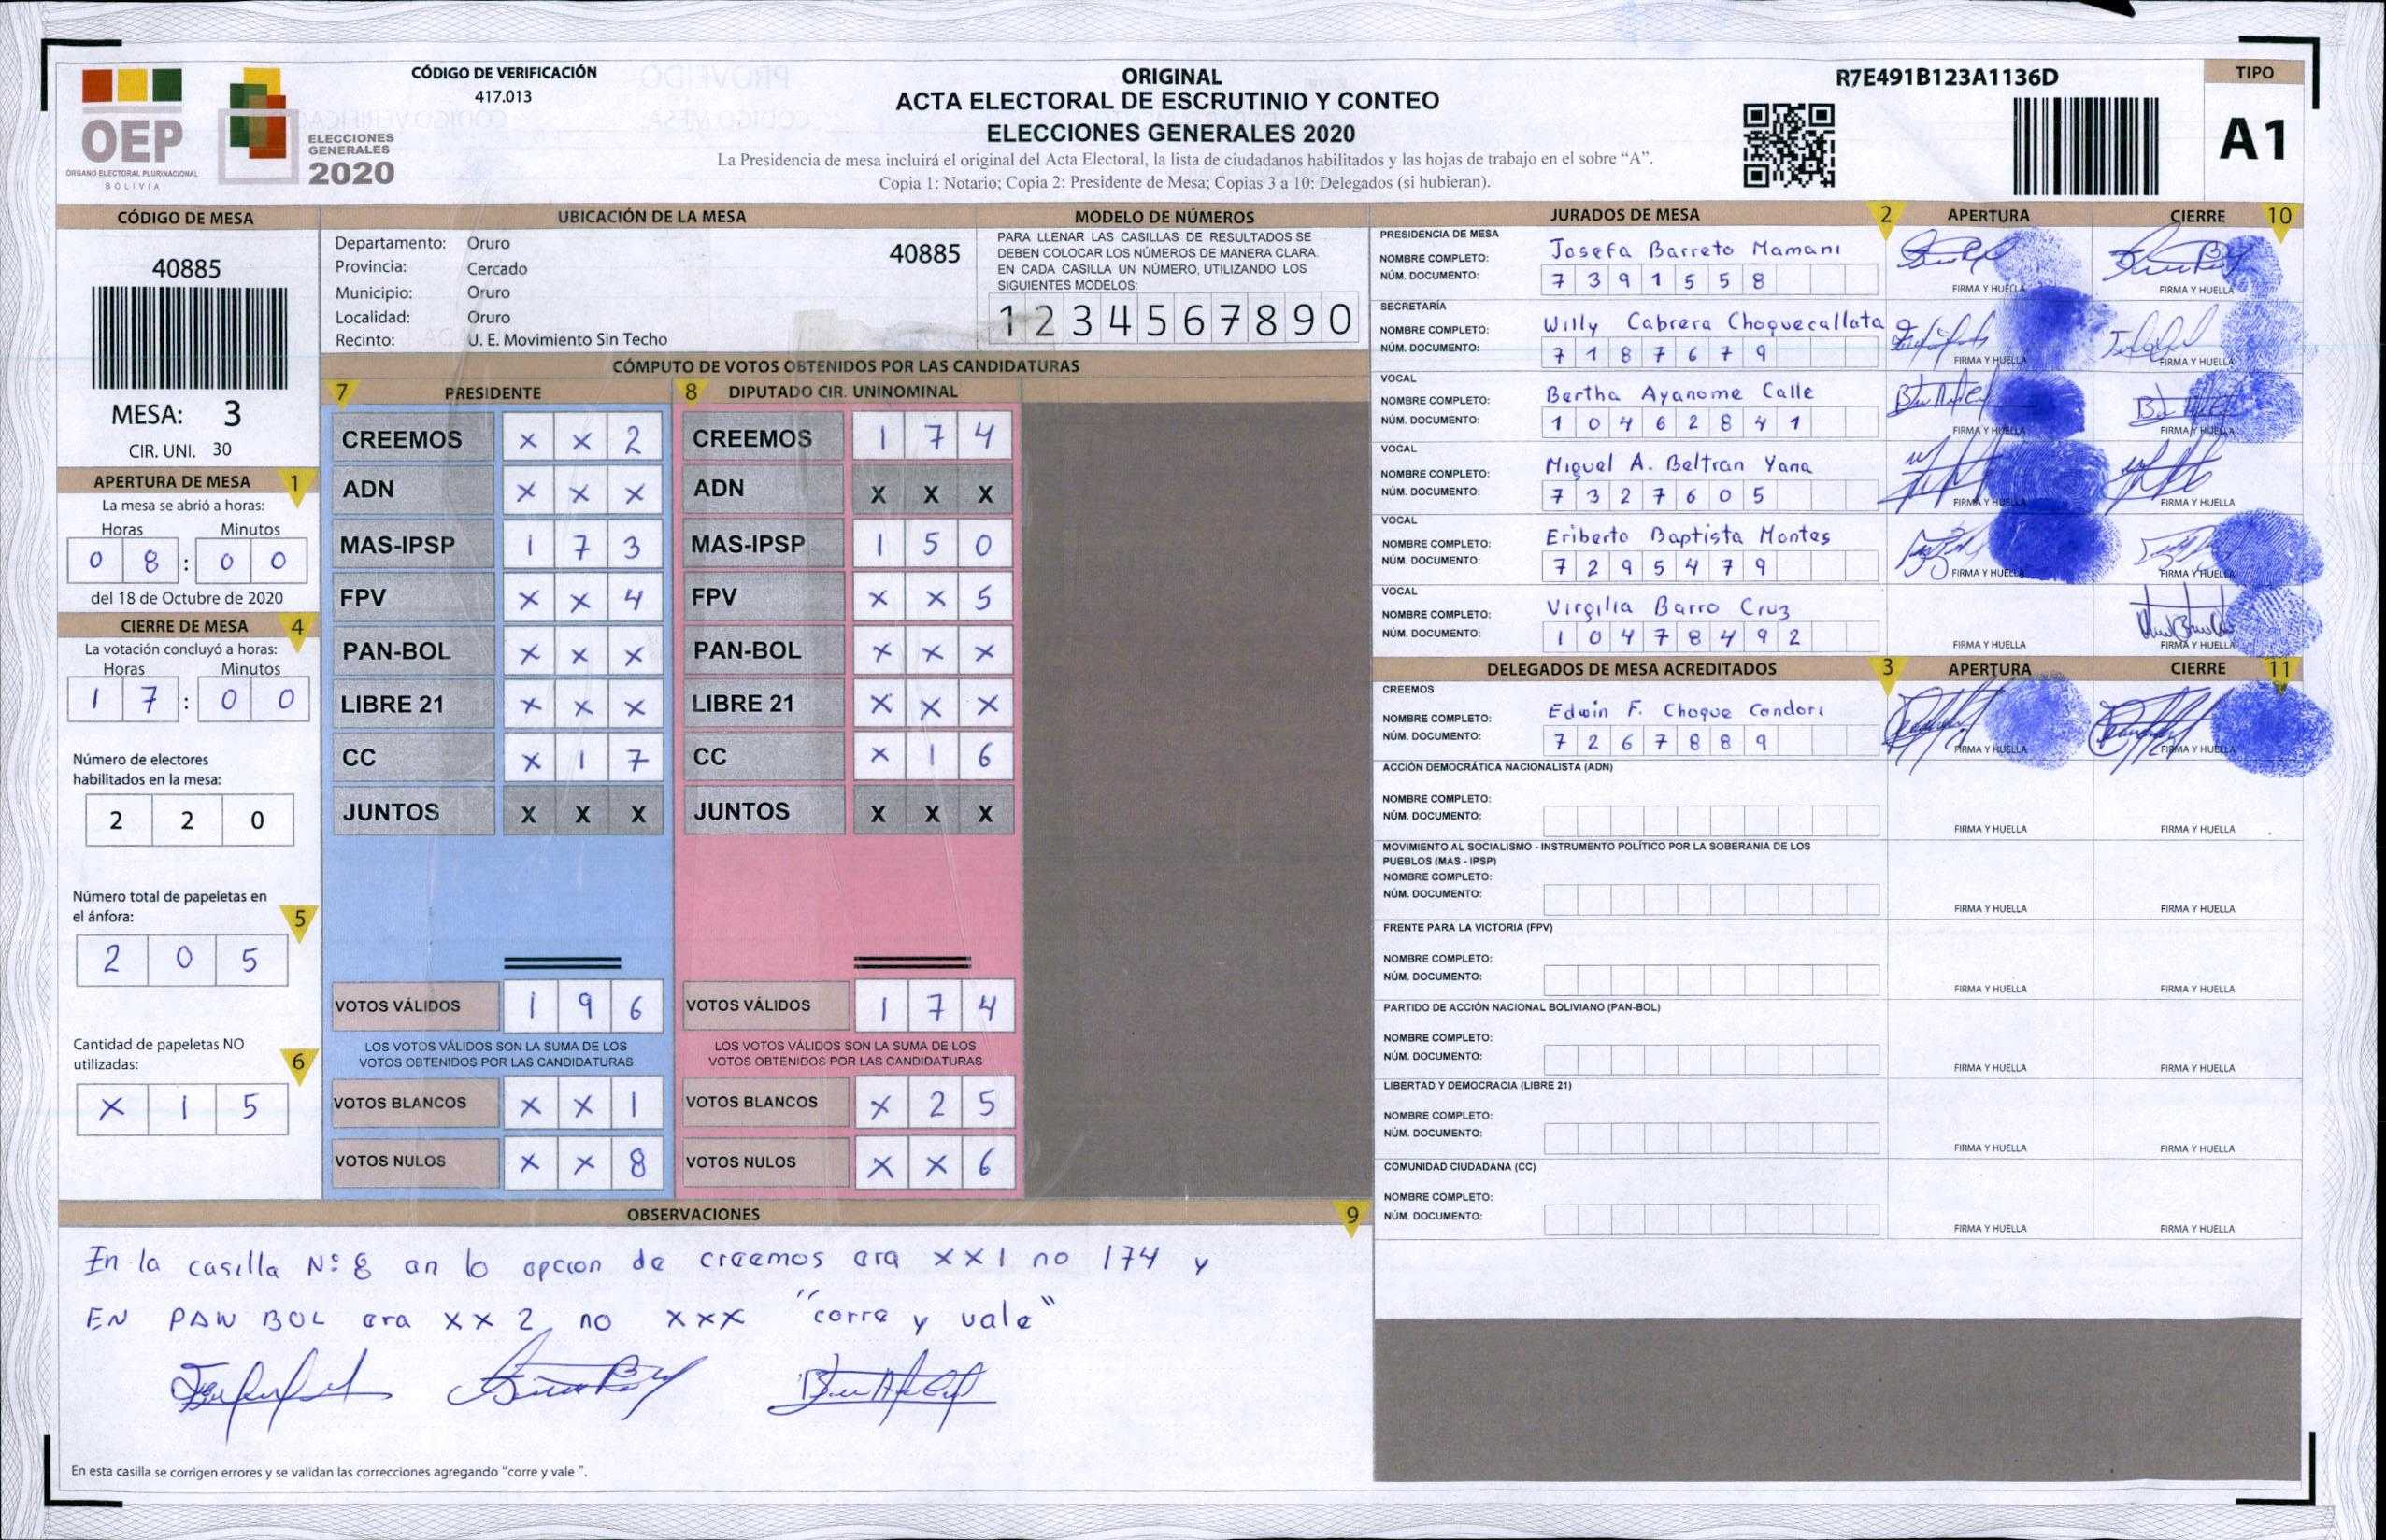 CÓDIGO DE VERIFICACIÓN
417.013
OEP
ÓRGANO ELECTORAL PLURINACIONAL
BOLIVIA
ELECCIONES
GENERALES
2020
ORIGINAL
ACTA ELECTORAL DE ESCRUTINIO Y CONTEO
ELECCIONES GENERALES 2020
La Presidencia de mesa incluirá el original del Acta Electoral, la lista de ciudadanos habilitados y las hojas de trabajo en el sobre “A”.
Copia 1: Notario; Copia 2: Presidente de Mesa; Copias 3 a 10: Delegados (si hubieran).
R7E491B123A1136D
TIPO
A1
CÓDIGO DE MESA
40885
MESA: 3
CIR. UNI. 30
APERTURA DE MESA 1
La mesa se abrió a horas:
Horas Minutos
0 8 : 0 0
del 18 de Octubre de 2020
CIERRE DE MESA 4
La votación concluyó a horas:
Horas Minutos
1 7 : 0 0
Número de electores
habilitados en la mesa:
2 2 0
Número total de papeletas en
el ánfora: 5
2 0 5
Cantidad de papeletas NO
utilizadas: 6
X 1 5
UBICACIÓN DE LA MESA
Departamento: Oruro 40885
Provincia: Cercado
Municipio: Oruro
Localidad: Oruro
Recinto: U. E. Movimiento Sin Techo
MODELO DE NÚMEROS
PARA LLENAR LAS CASILLAS DE RESULTADOS SE
DEBEN COLOCAR LOS NÚMEROS DE MANERA CLARA.
EN CADA CASILLA UN NÚMERO, UTILIZANDO LOS
SIGUIENTES MODELOS:
1 2 3 4 5 6 7 8 9 0
CÓMPUTO DE VOTOS OBTENIDOS POR LAS CANDIDATURAS
7 PRESIDENTE
CREEMOS X X 2
ADN X X X
MAS-IPSP 1 7 3
FPV X X 4
PAN-BOL X X X
LIBRE 21 X X X
CC X 1 7
JUNTOS X X X
VOTOS VÁLIDOS 1 9 6
LOS VOTOS VÁLIDOS SON LA SUMA DE LOS
VOTOS OBTENIDOS POR LAS CANDIDATURAS
VOTOS BLANCOS X X 1
VOTOS NULOS X X 8
8 DIPUTADO CIR. UNINOMINAL
CREEMOS 1 7 4
ADN X X X
MAS-IPSP 1 5 0
FPV X X 5
PAN-BOL X X X
LIBRE 21 X X X
CC X 1 6
JUNTOS X X X
VOTOS VÁLIDOS 1 7 4
LOS VOTOS VÁLIDOS SON LA SUMA DE LOS
VOTOS OBTENIDOS POR LAS CANDIDATURAS
VOTOS BLANCOS X 2 5
VOTOS NULOS X X 6
OBSERVACIONES 9
En la casilla Nº 8 en lo opcion de creemos era XX1 no 174 y
EN PAN BOL era XX2 no XXX "corre y vale"
En esta casilla se corrigen errores y se validan las correcciones agregando “corre y vale ”.
JURADOS DE MESA 2 APERTURA CIERRE 10
PRESIDENCIA DE MESA
NOMBRE COMPLETO: Josefa Barreto Mamani
NÚM. DOCUMENTO: 7 3 9 1 5 5 8
FIRMA Y HUELLA FIRMA Y HUELLA
SECRETARÍA
NOMBRE COMPLETO: Willy Cabrera Choquecallata
NÚM. DOCUMENTO: 7 1 8 7 6 7 9
FIRMA Y HUELLA FIRMA Y HUELLA
VOCAL
NOMBRE COMPLETO: Bertha Ayanome Calle
NÚM. DOCUMENTO: 1 0 4 6 2 8 4 1
FIRMA Y HUELLA FIRMA Y HUELLA
VOCAL
NOMBRE COMPLETO: Miguel A. Beltran Yana
NÚM. DOCUMENTO: 7 3 2 7 6 0 5
FIRMA Y HUELLA FIRMA Y HUELLA
VOCAL
NOMBRE COMPLETO: Eriberto Baptista Montes
NÚM. DOCUMENTO: 7 2 9 5 4 7 9
FIRMA Y HUELLA FIRMA Y HUELLA
VOCAL
NOMBRE COMPLETO: Virgilia Barro Cruz
NÚM. DOCUMENTO: 1 0 4 7 8 4 9 2
FIRMA Y HUELLA FIRMA Y HUELLA
DELEGADOS DE MESA ACREDITADOS 3 APERTURA CIERRE 11
CREEMOS
NOMBRE COMPLETO: Edwin F. Choque Condori
NÚM. DOCUMENTO: 7 2 6 7 8 8 9
FIRMA Y HUELLA FIRMA Y HUELLA
ACCIÓN DEMOCRÁTICA NACIONALISTA (ADN)
NOMBRE COMPLETO:
NÚM. DOCUMENTO:
FIRMA Y HUELLA FIRMA Y HUELLA
MOVIMIENTO AL SOCIALISMO - INSTRUMENTO POLÍTICO POR LA SOBERANIA DE LOS
PUEBLOS (MAS - IPSP)
NOMBRE COMPLETO:
NÚM. DOCUMENTO:
FIRMA Y HUELLA FIRMA Y HUELLA
FRENTE PARA LA VICTORIA (FPV)
NOMBRE COMPLETO:
NÚM. DOCUMENTO:
FIRMA Y HUELLA FIRMA Y HUELLA
PARTIDO DE ACCIÓN NACIONAL BOLIVIANO (PAN-BOL)
NOMBRE COMPLETO:
NÚM. DOCUMENTO:
FIRMA Y HUELLA FIRMA Y HUELLA
LIBERTAD Y DEMOCRACIA (LIBRE 21)
NOMBRE COMPLETO:
NÚM. DOCUMENTO:
FIRMA Y HUELLA FIRMA Y HUELLA
COMUNIDAD CIUDADANA (CC)
NOMBRE COMPLETO:
NÚM. DOCUMENTO:
FIRMA Y HUELLA FIRMA Y HUELLA